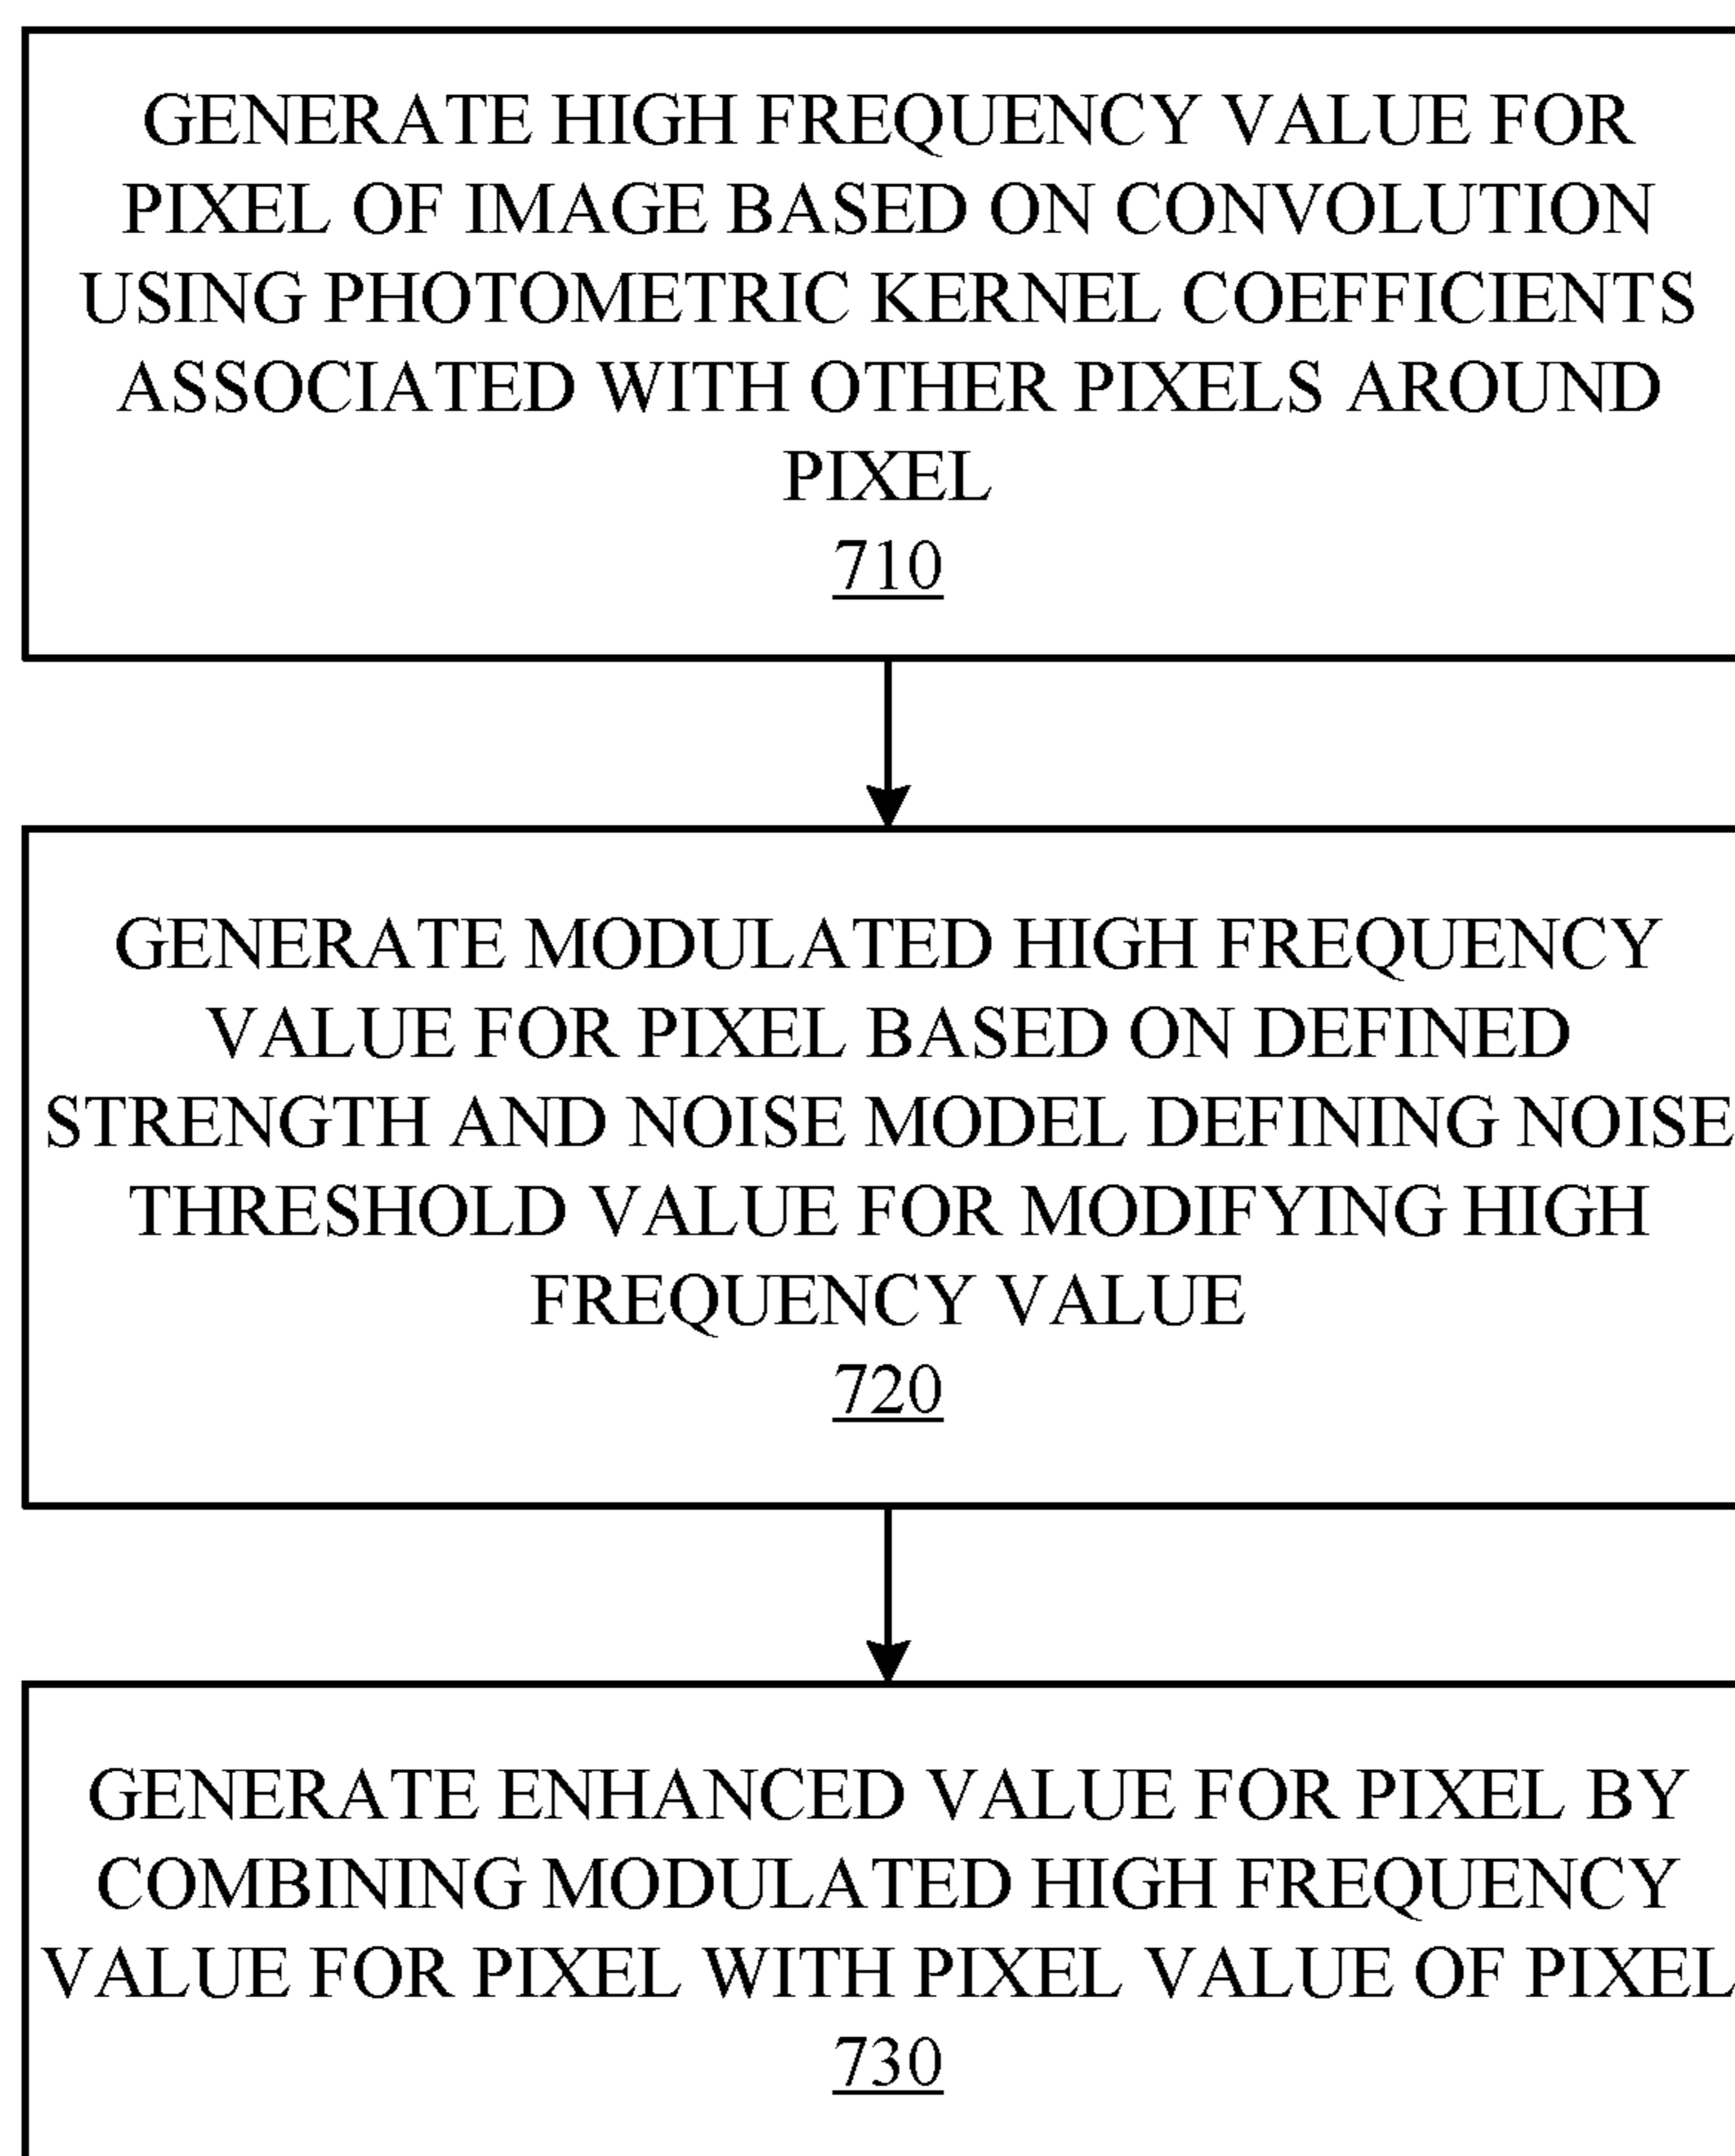 GENERATE HIGH FREQUENCY VALUE FOR
PIXEL OF IMAGE BASED ON CONVOLUTION
USING PHOTOMETRIC KERNEL COEFFICIENTS
ASSOCIATED WITH OTHER PIXELS AROUND
PIXEL
710
GENERATE MODULATED HIGH FREQUENCY
VALUE FOR PIXEL BASED ON DEFINED
STRENGTH AND NOISE MODEL DEFINING NOISE
THRESHOLD VALUE FOR MODIFYING HIGH
FREQUENCY VALUE
720
GENERATE ENHANCED VALUE FOR PIXEL BY
COMBINING MODULATED HIGH FREQUENCY
VALUE FOR PIXEL WITH PIXEL VALUE OF PIXEL
730